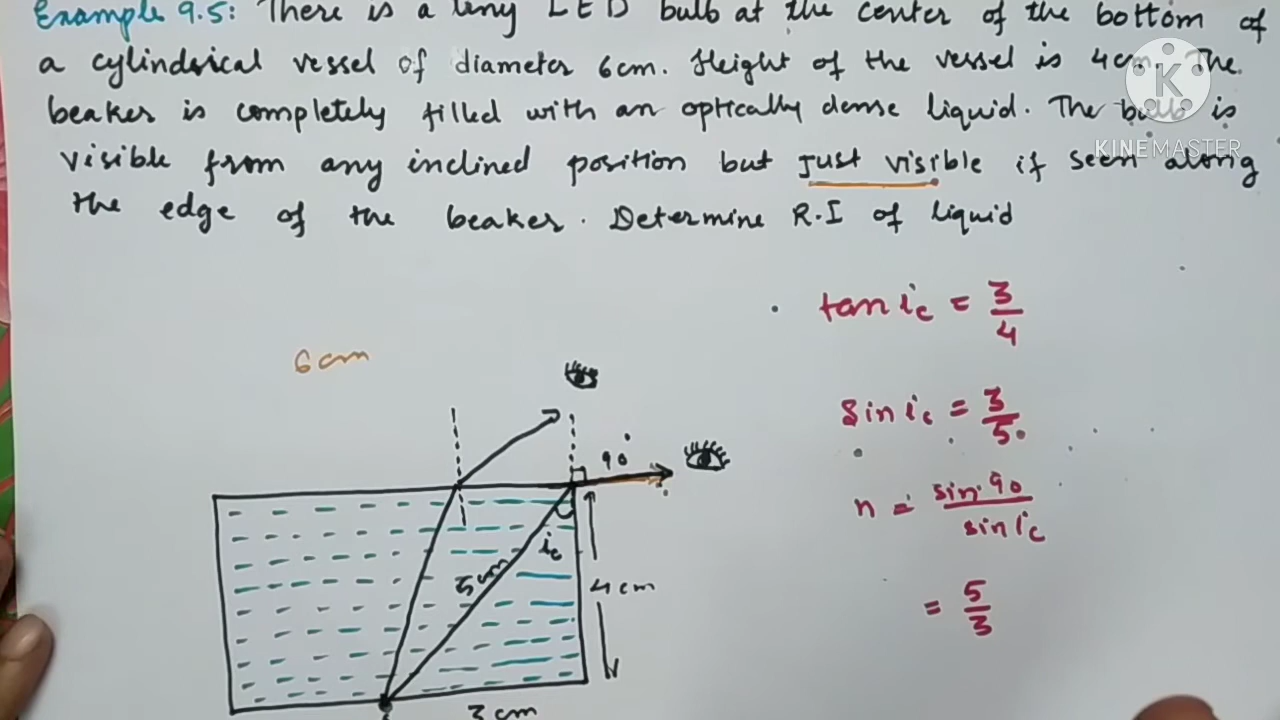 Example 9.5: There is a tiny LED bulb at the center of the bottom of
a cylindrical vessel of diameter 6cm. Height of the vessel is 4cm. The
beaker is completely filled with an optically dense liquid. The bulb is
visible from any inclined position but just visible if seen along
the edge of the beaker. Determine R.I of liquid
K
KINEMASTER
tan ic = 3/4
6cm
sin ic = 3/5
90°
n = sin 90 / sin ic
ic
5cm
4cm
= 5/3
3cm